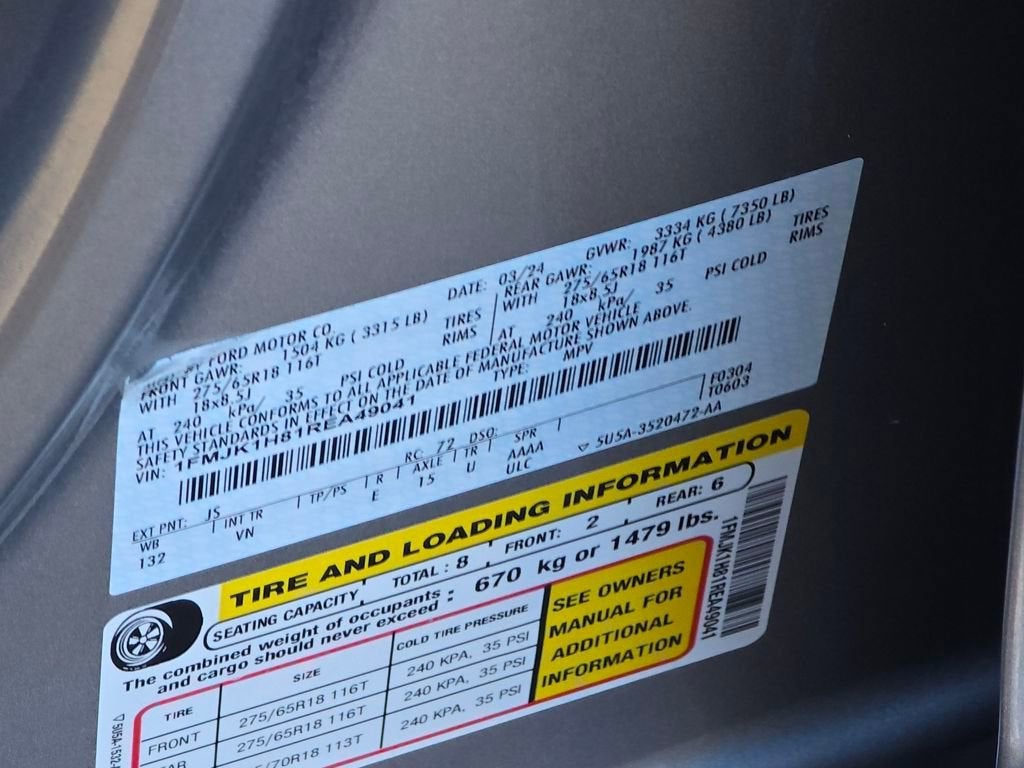 FORD MOTOR CO. DATE: 03/24 GVWR: 3334 KG ( 7350 LB)
FRONT GAWR: 1504 KG ( 3315 LB) REAR GAWR: 1987 KG ( 4380 LB)
WITH 275/65R18 116T TIRES WITH 275/65R18 116T TIRES
18x8.5J RIMS 18x8.5J RIMS
AT 240 kPa/ 35 PSI COLD AT 240 kPa/ 35 PSI COLD
THIS VEHICLE CONFORMS TO ALL APPLICABLE FEDERAL MOTOR VEHICLE
SAFETY STANDARDS IN EFFECT ON THE DATE OF MANUFACTURE SHOWN ABOVE.
VIN: 1FMJK1H81REA49041 TYPE: MPV
F0304
T0603
EXT PNT: JS RC: 72 DSO:
WB INT TR TP/PS R AXLE TR SPR
132 VN E 15 U AAAA
ULC
▽ 5U5A-3520472-AA
TIRE AND LOADING INFORMATION
SEATING CAPACITY TOTAL : 8 FRONT: 2 REAR: 6
The combined weight of occupants
and cargo should never exceed : 670 kg or 1479 lbs.
TIRE SIZE COLD TIRE PRESSURE
FRONT 275/65R18 116T 240 KPA, 35 PSI
275/65R18 116T 240 KPA, 35 PSI
/70R18 113T 240 KPA, 35 PSI
SEE OWNERS
MANUAL FOR
ADDITIONAL
INFORMATION
1FMJK1H81REA49041